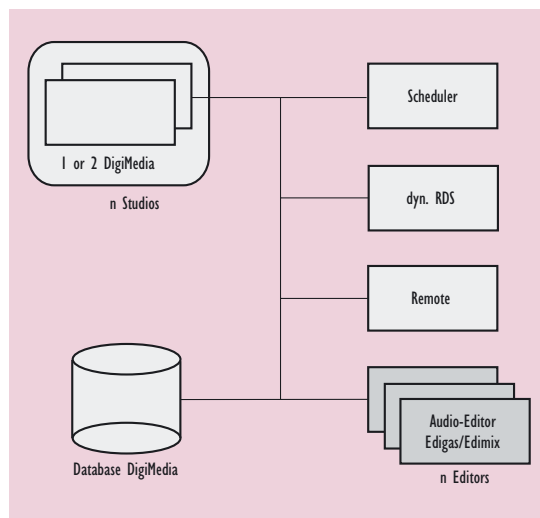 Scheduler
1 or 2 DigiMedia
n Studios
dyn. RDS
Remote
Audio-Editor
Edigas/Edimix
Database DigiMedia
n Editors